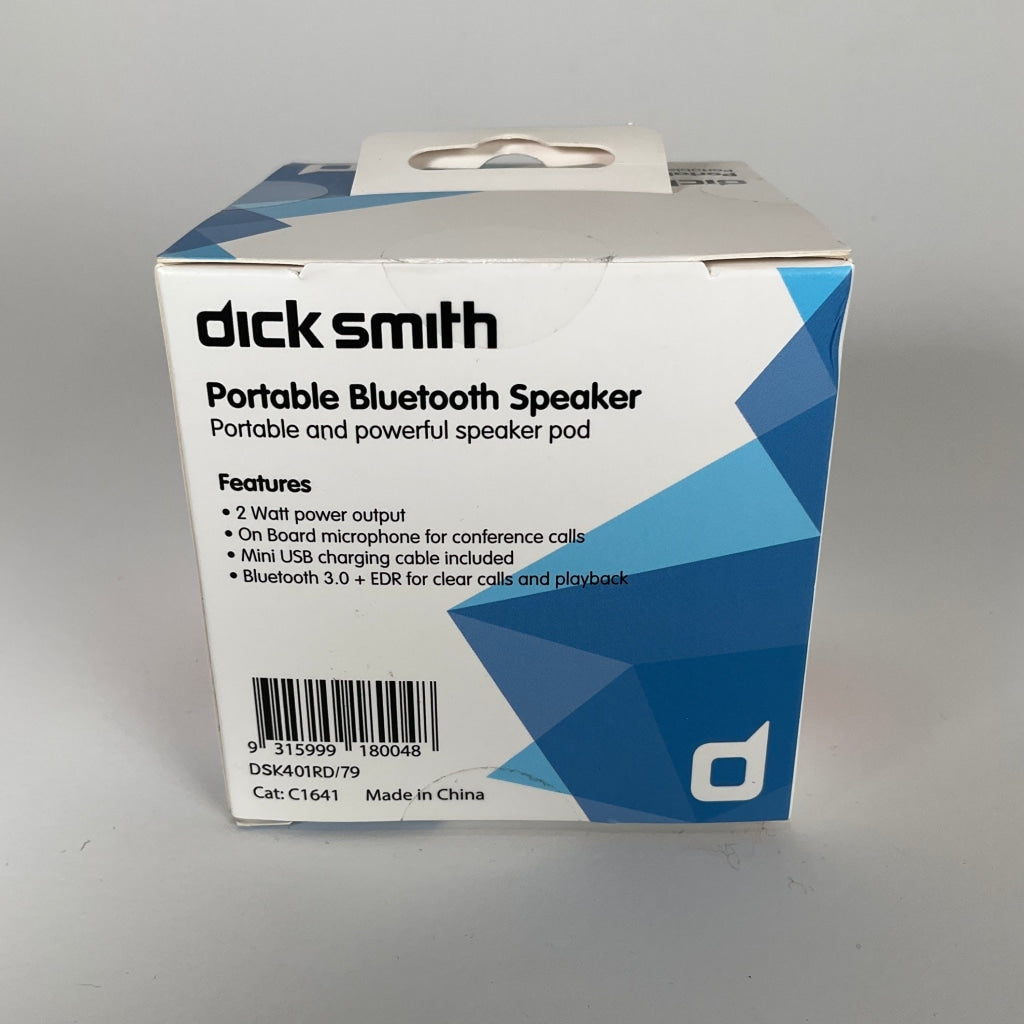 dick smith
Portable Bluetooth Speaker
Portable and powerful speaker pod
Features
• 2 Watt power output
• On Board microphone for conference calls
• Mini USB charging cable included
• Bluetooth 3.0 + EDR for clear calls and playback
9 315999 180048
DSK401RD/79
Cat: C1641 Made in China
d